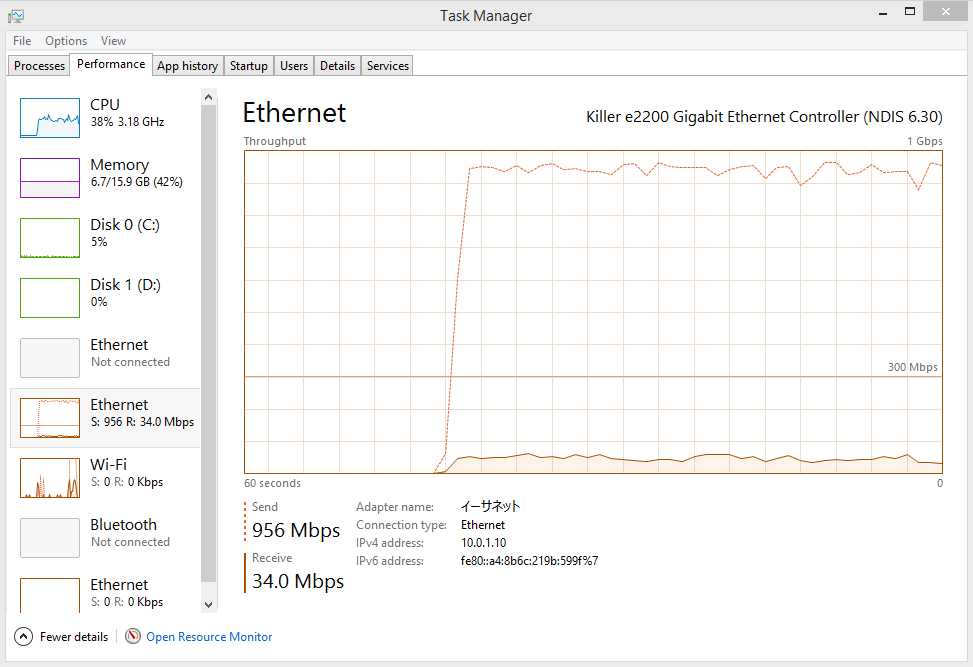 Task Manager
File Options View
Processes Performance App history Startup Users Details Services
CPU
38% 3.18 GHz
Memory
6.7/15.9 GB (42%)
Disk 0 (C:)
5%
Disk 1 (D:)
0%
Ethernet
Not connected
Ethernet
S: 956 R: 34.0 Mbps
Wi-Fi
S: 0 R: 0 Kbps
Bluetooth
Not connected
Ethernet
S: 0 R: 0 Kbps
Ethernet
Killer e2200 Gigabit Ethernet Controller (NDIS 6.30)
Throughput 1 Gbps
300 Mbps
60 seconds 0
Send
956 Mbps
Receive
34.0 Mbps
Adapter name: イーサネット
Connection type: Ethernet
IPv4 address: 10.0.1.10
IPv6 address: fe80::a4:8b6c:219b:599f%7
Fewer details Open Resource Monitor